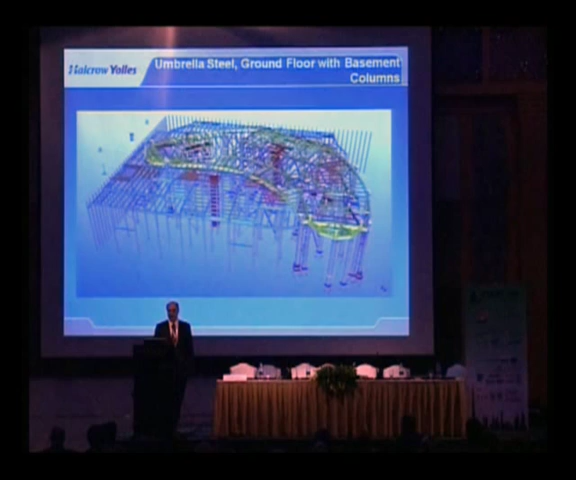 Halcrow Yolles
Umbrella Steel, Ground Floor with Basement
Columns